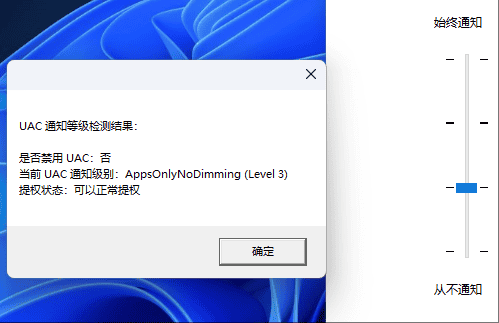 始终通知
UAC 通知等级检测结果：
是否禁用 UAC：否
当前 UAC 通知级别：AppsOnlyNoDimming (Level 3)
提权状态：可以正常提权
确定
从不通知